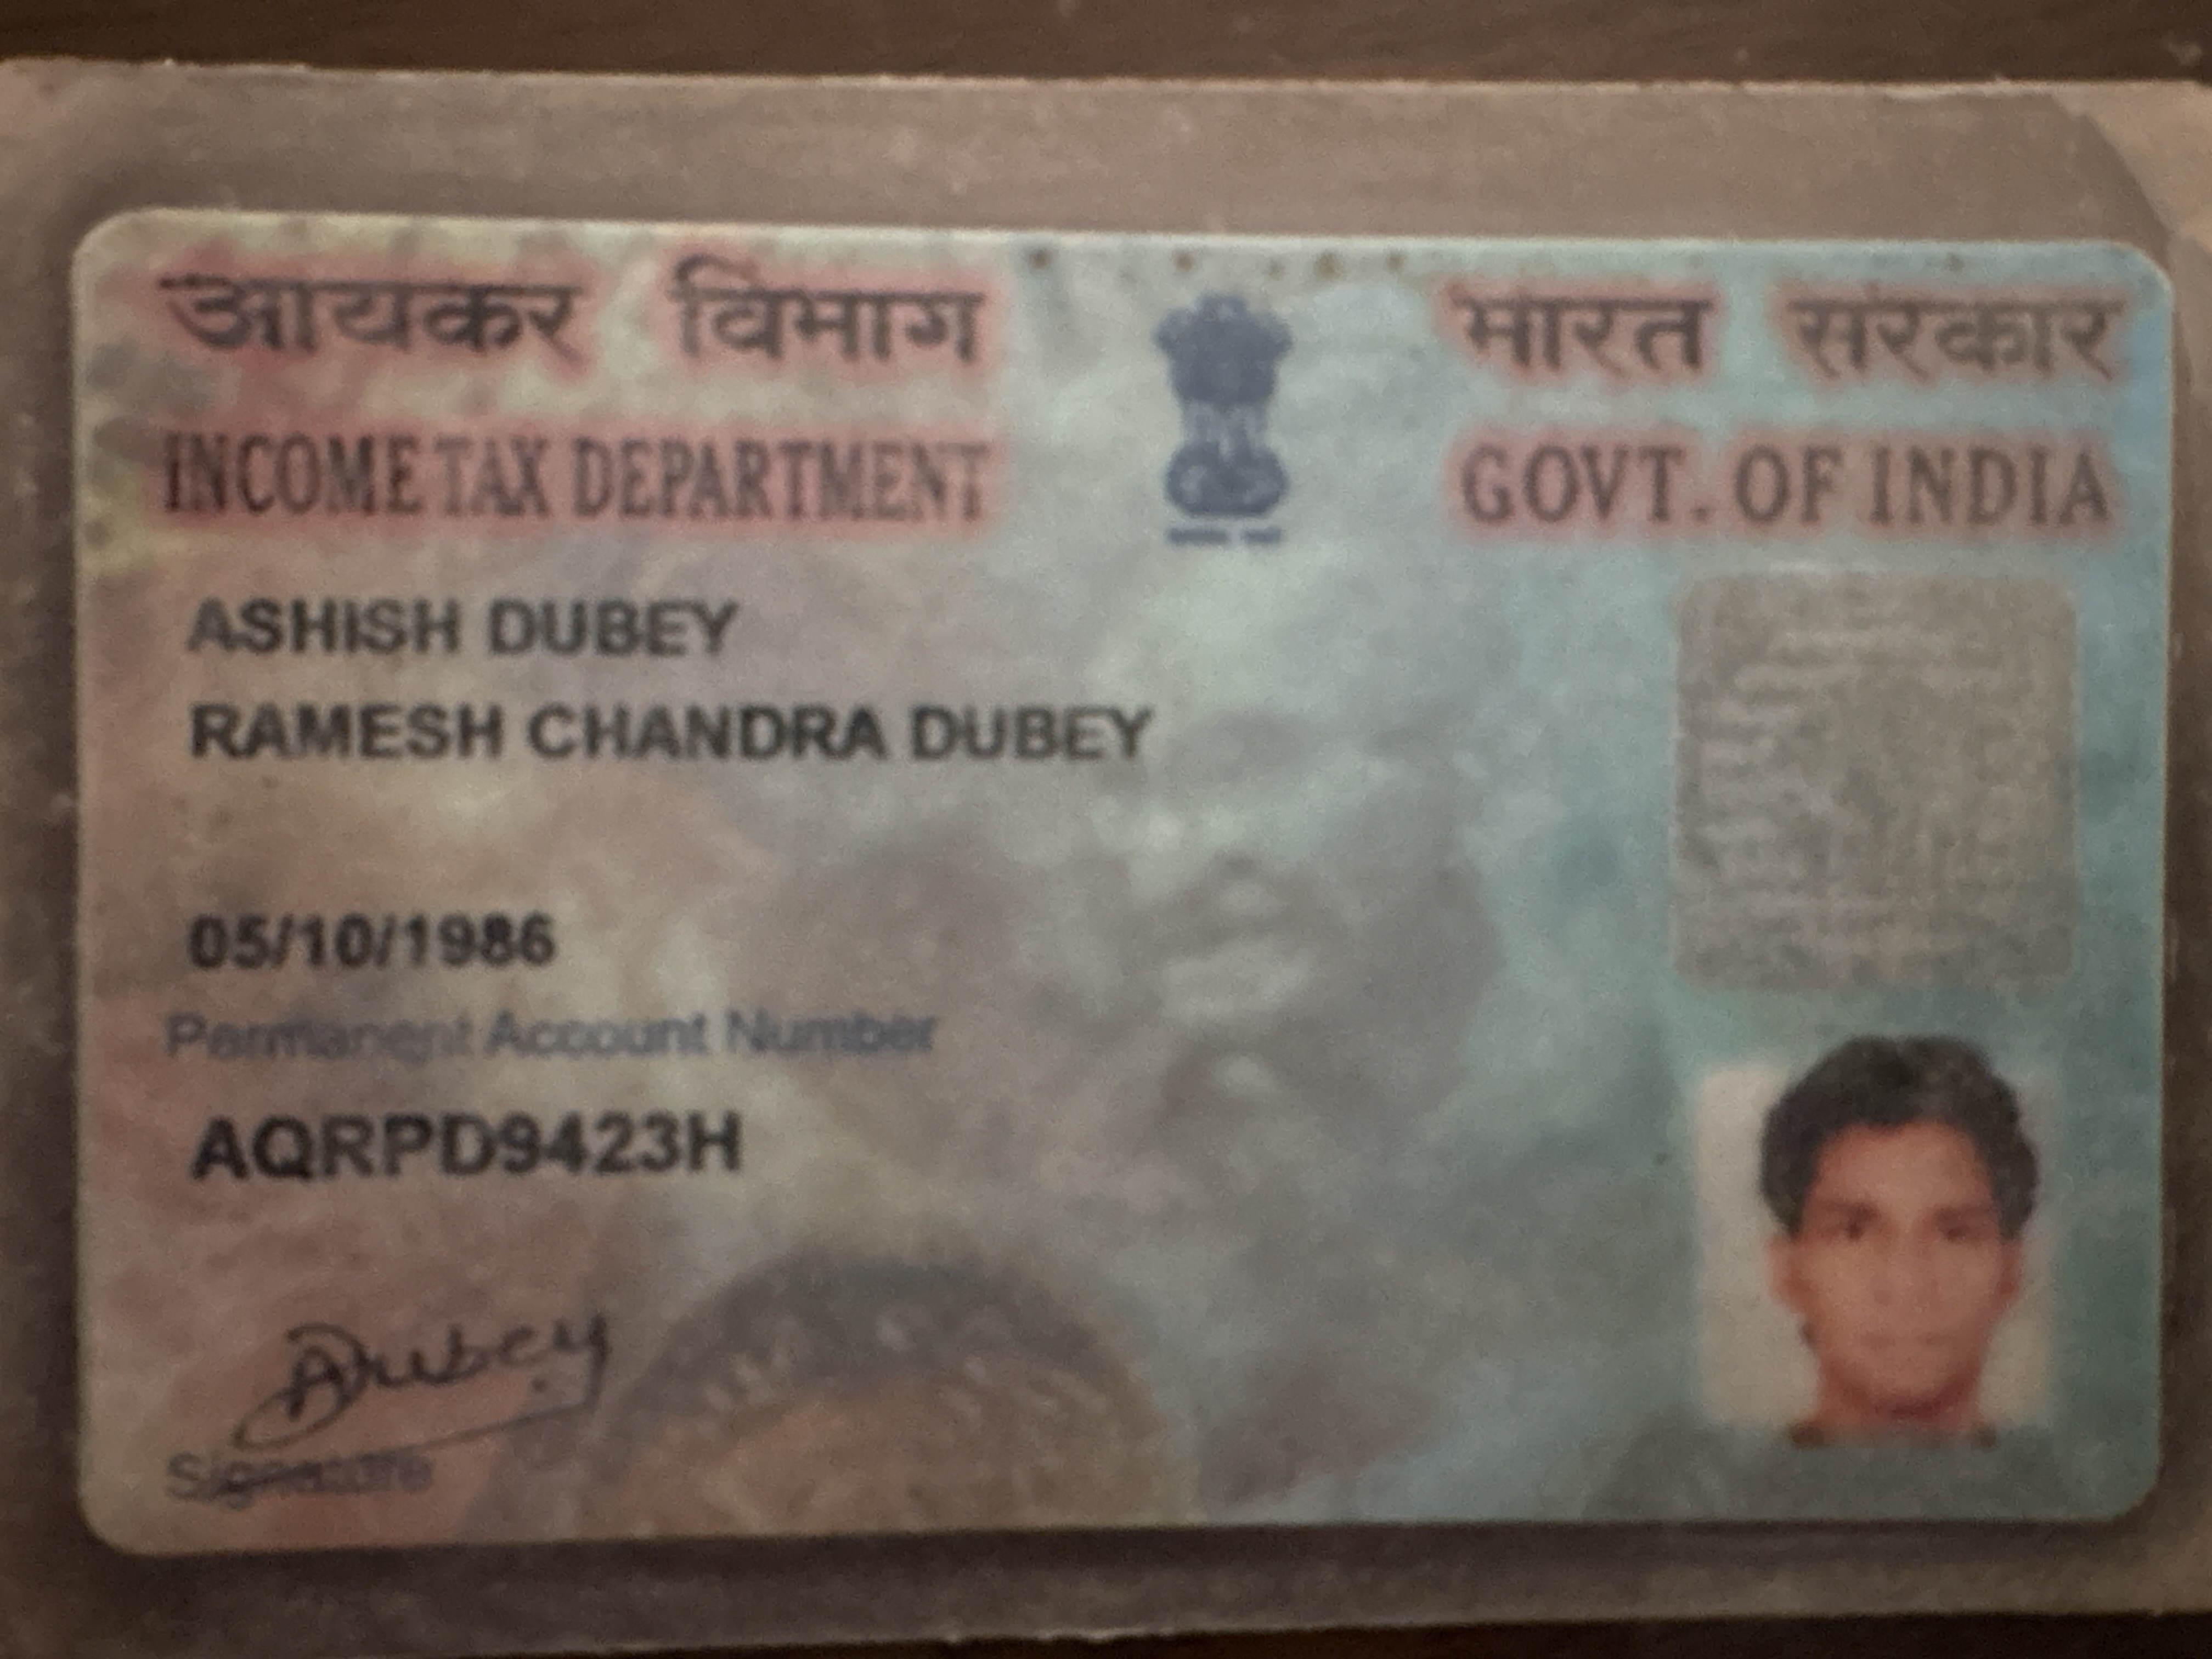 आयकर विभाग
भारत सरकार
INCOME TAX DEPARTMENT
GOVT. OF INDIA
ASHISH DUBEY
RAMESH CHANDRA DUBEY
05/10/1986
Permanent Account Number
AQRPD9423H
Dubey
Signature